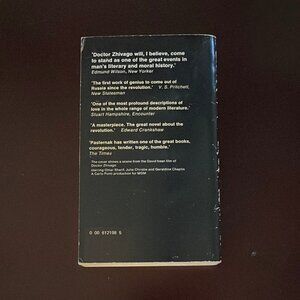 'Doctor Zhivago will, I believe, come
to stand as one of the great events in
man's literary and moral history.'
Edmund Wilson, New Yorker
'The first work of genius to come out of
Russia since the revolution.' V. S. Pritchett,
New Statesman
'One of the most profound descriptions of
love in the whole range of modern literature.'
Stuart Hampshire, Encounter
'A masterpiece. The great novel about the
revolution.' Edward Crankshaw
'Pasternak has written one of the great books,
courageous, tender, tragic, humble.'
The Times
The cover shows a scene from the David Lean film of
Doctor Zhivago
starring Omar Sharif, Julie Christie and Geraldine Chaplin
A Carlo Ponti production for MGM
0 00 612108 5